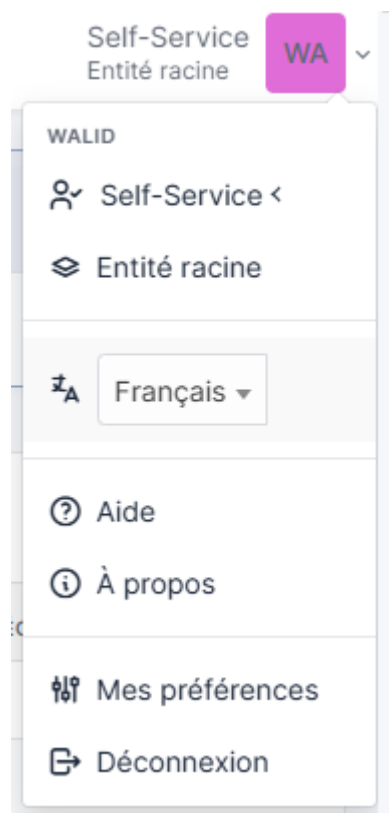 Self-Service
Entité racine
WA
WALID
Self-Service
Entité racine
Français
Aide
À propos
Mes préférences
Déconnexion